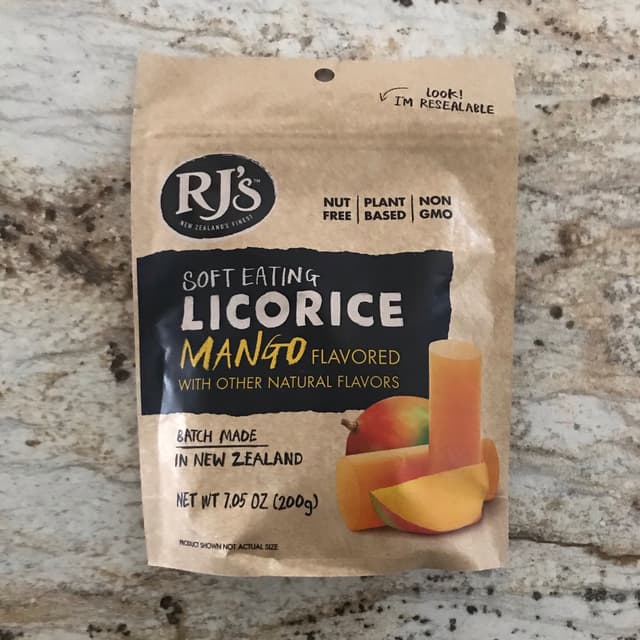 LOOK!
I'M RESEALABLE
RJ's™
NEW ZEALAND'S FINEST
NUT FREE | PLANT BASED | NON GMO
SOFT EATING
LICORICE
MANGO FLAVORED
WITH OTHER NATURAL FLAVORS
BATCH MADE
IN NEW ZEALAND
NET WT 7.05 OZ (200g)
PRODUCT SHOWN NOT ACTUAL SIZE